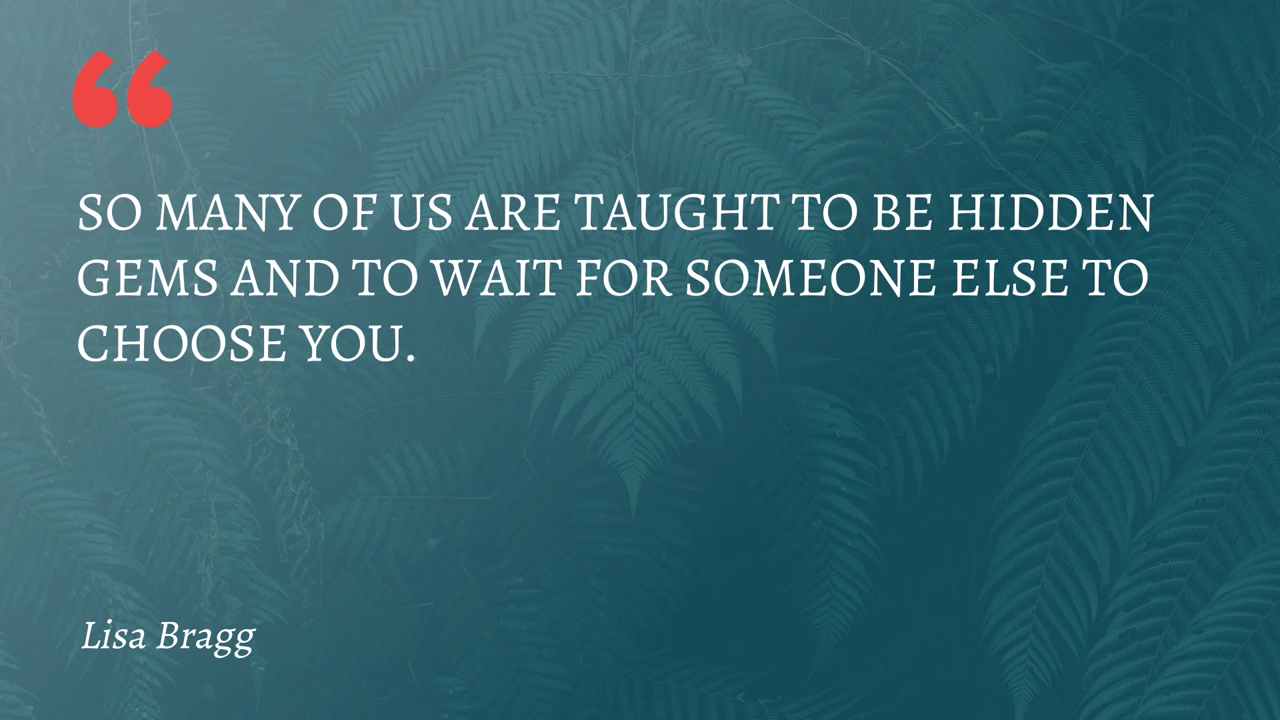 “
SO MANY OF US ARE TAUGHT TO BE HIDDEN
GEMS AND TO WAIT FOR SOMEONE ELSE TO
CHOOSE YOU.
Lisa Bragg